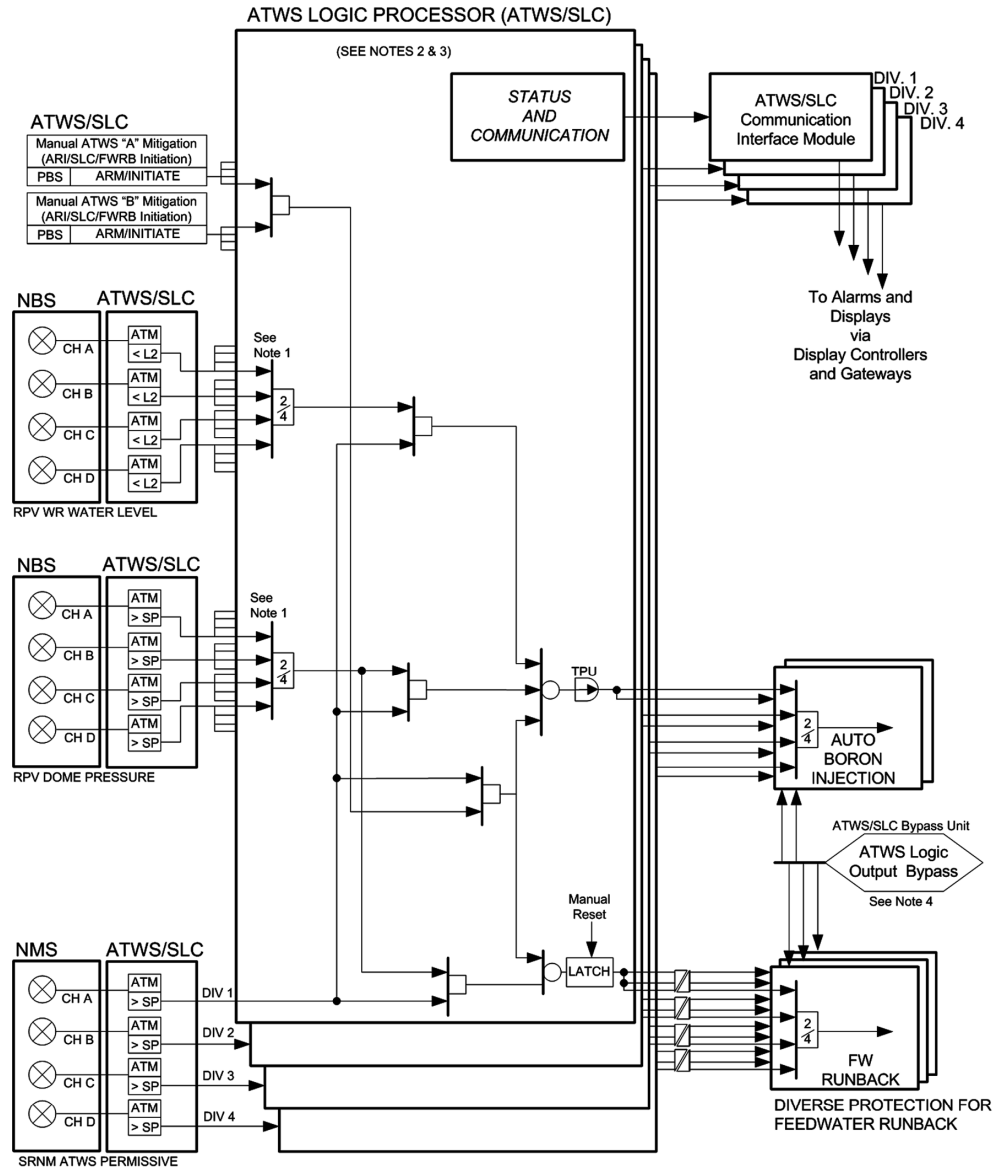 ATWS LOGIC PROCESSOR (ATWS/SLC)
(SEE NOTES 2 & 3)
STATUS
AND
COMMUNICATION
ATWS/SLC
Communication
Interface Module
DIV. 1
DIV. 2
DIV. 3
DIV. 4
To Alarms and
Displays
via
Display Controllers
and Gateways
ATWS/SLC
Manual ATWS “A” Mitigation
(ARI/SLC/FWRB Initiation)
PBS ARM/INITIATE
Manual ATWS “B” Mitigation
(ARI/SLC/FWRB Initiation)
PBS ARM/INITIATE
NBS ATWS/SLC
CH A ATM
< L2
CH B ATM
< L2
CH C ATM
< L2
CH D ATM
< L2
RPV WR WATER LEVEL
See
Note 1
2/4
NBS ATWS/SLC
CH A ATM
> SP
CH B ATM
> SP
CH C ATM
> SP
CH D ATM
> SP
RPV DOME PRESSURE
See
Note 1
2/4
TPU
2/4
AUTO
BORON
INJECTION
ATWS/SLC Bypass Unit
ATWS Logic
Output Bypass
See Note 4
Manual
Reset
LATCH
NMS ATWS/SLC
CH A ATM
> SP
DIV 1
CH B ATM
> SP
DIV 2
CH C ATM
> SP
DIV 3
CH D ATM
> SP
DIV 4
SRNM ATWS PERMISSIVE
2/4
FW
RUNBACK
DIVERSE PROTECTION FOR
FEEDWATER RUNBACK